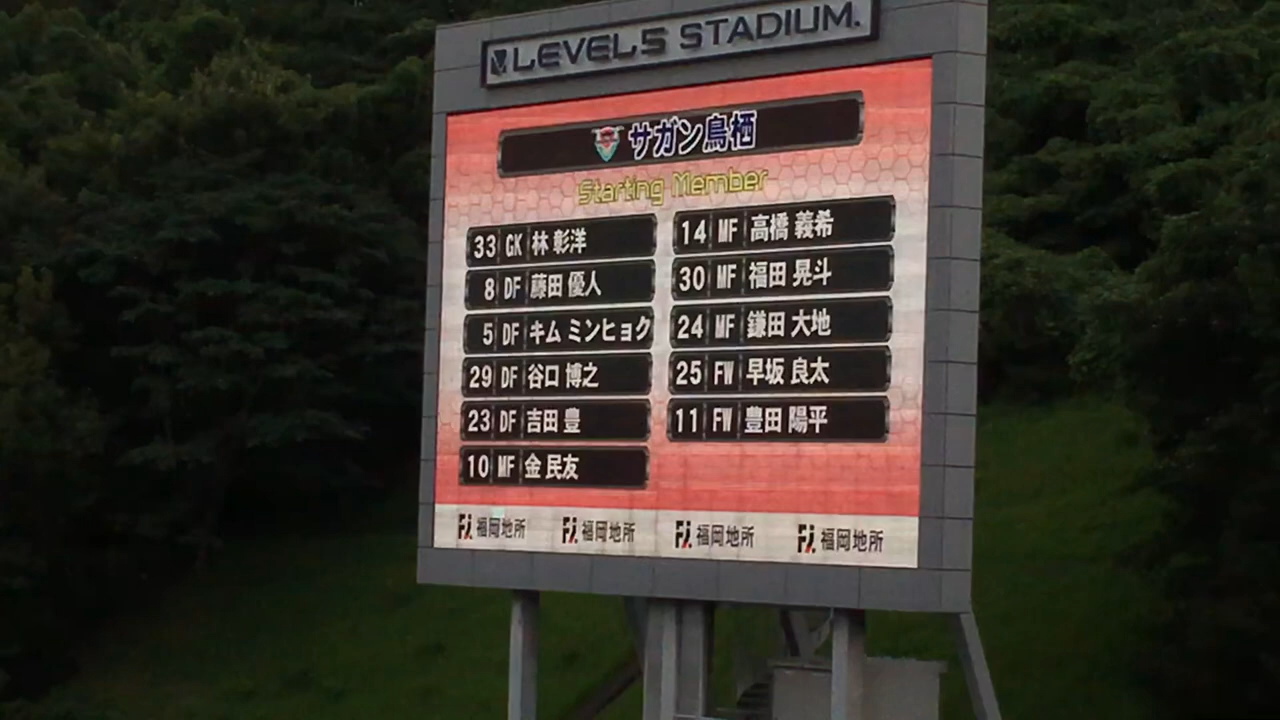 LEVEL5 STADIUM.
サガン鳥栖
Starting Member
33 GK 林 彰洋
8 DF 藤田 優人
5 DF キム ミンヒョク
29 DF 谷口 博之
23 DF 吉田 豊
10 MF 金 民友
14 MF 高橋 義希
30 MF 福田 晃斗
24 MF 鎌田 大地
25 FW 早坂 良太
11 FW 豊田 陽平
福岡地所 福岡地所 福岡地所 福岡地所